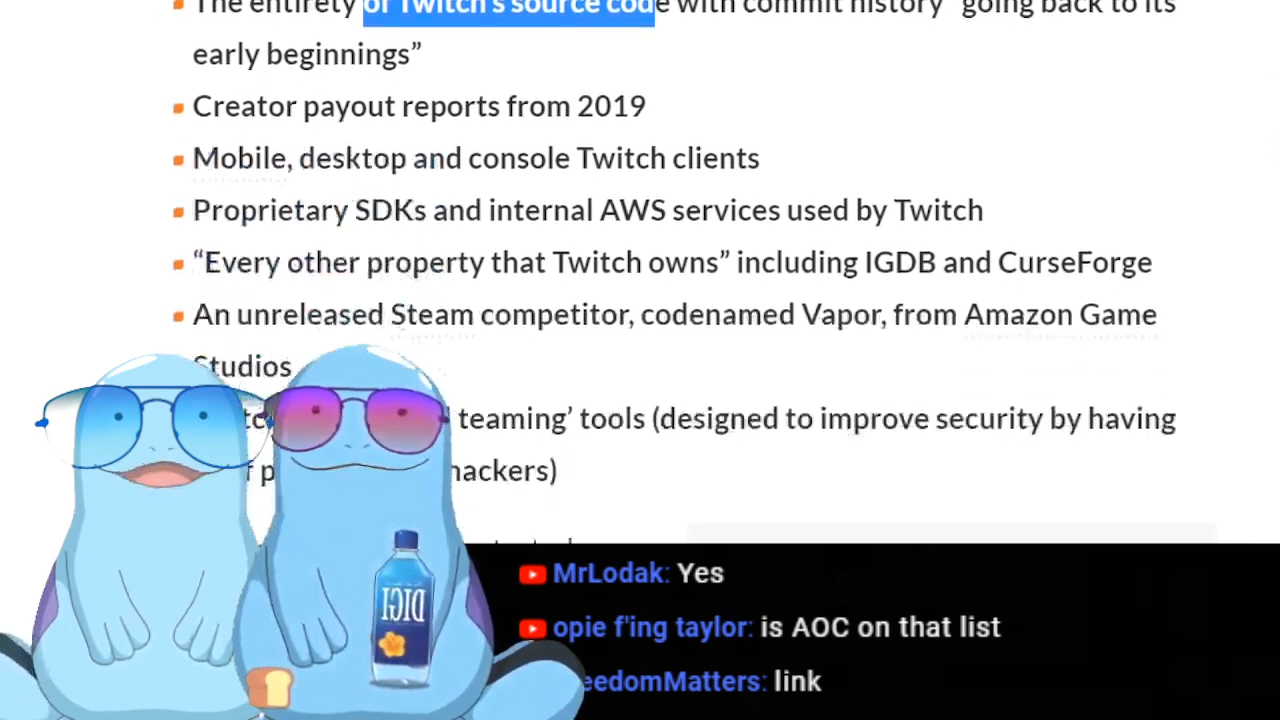 The entirety of Twitch's source code with commit history "going back to its
early beginnings”
Creator payout reports from 2019
Mobile, desktop and console Twitch clients
Proprietary SDKs and internal AWS services used by Twitch
“Every other property that Twitch owns” including IGDB and CurseForge
An unreleased Steam competitor, codenamed Vapor, from Amazon Game
Studios
teaming’ tools (designed to improve security by having
hackers)
DIGI
MrLodak: Yes
opie f'ing taylor: is AOC on that list
eedomMatters: link